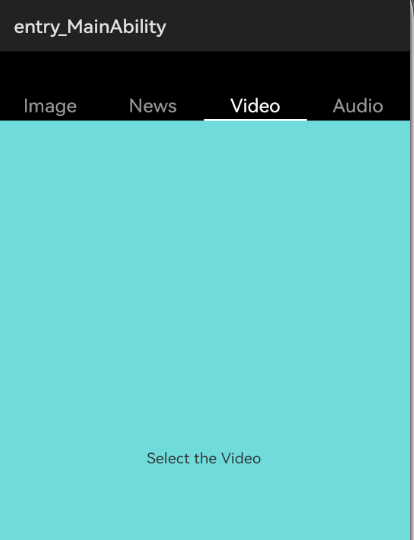 entry_MainAbility
Image News Video Audio
Select the Video